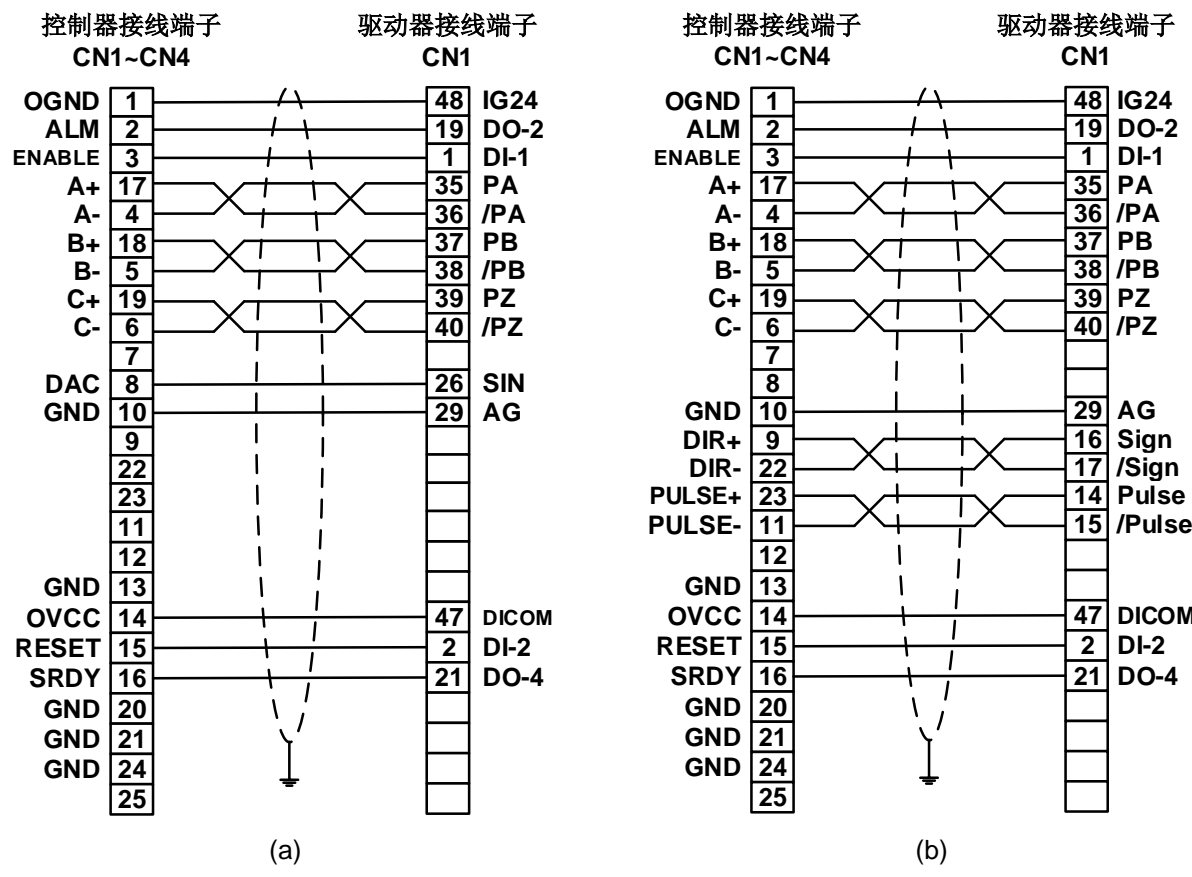 控制器接线端子 驱动器接线端子
CN1~CN4 CN1
OGND 1 48 IG24
ALM 2 19 DO-2
ENABLE 3 1 DI-1
A+ 17 35 PA
A- 4 36 /PA
B+ 18 37 PB
B- 5 38 /PB
C+ 19 39 PZ
C- 6 40 /PZ
7
DAC 8 26 SIN
GND 10 29 AG
9
22
23
11
12
GND 13
OVCC 14 47 DICOM
RESET 15 2 DI-2
SRDY 16 21 DO-4
GND 20
GND 21
GND 24
25
(a)
控制器接线端子 驱动器接线端子
CN1~CN4 CN1
OGND 1 48 IG24
ALM 2 19 DO-2
ENABLE 3 1 DI-1
A+ 17 35 PA
A- 4 36 /PA
B+ 18 37 PB
B- 5 38 /PB
C+ 19 39 PZ
C- 6 40 /PZ
7
8
GND 10 29 AG
DIR+ 9 16 Sign
DIR- 22 17 /Sign
PULSE+ 23 14 Pulse
PULSE- 11 15 /Pulse
12
GND 13
OVCC 14 47 DICOM
RESET 15 2 DI-2
SRDY 16 21 DO-4
GND 20
GND 21
GND 24
25
(b)